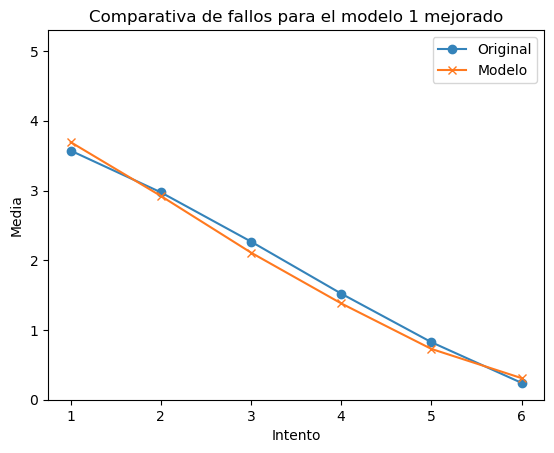 Comparativa de fallos para el modelo 1 mejorado
Original
Modelo
5
4
3
2
1
0
Media
1 2 3 4 5 6
Intento